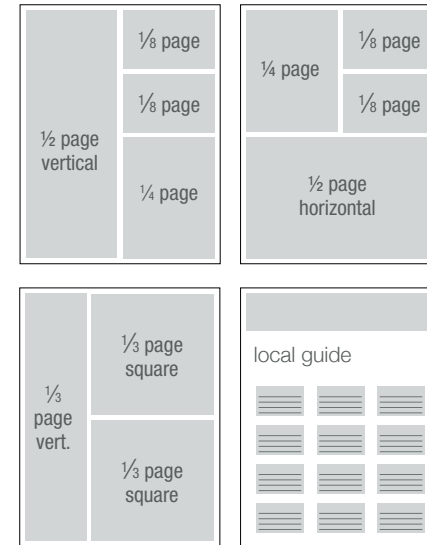 ½ page
vertical
⅛ page
⅛ page
¼ page
¼ page
⅛ page
⅛ page
½ page
horizontal
⅓
page
vert.
⅓ page
square
⅓ page
square
local guide